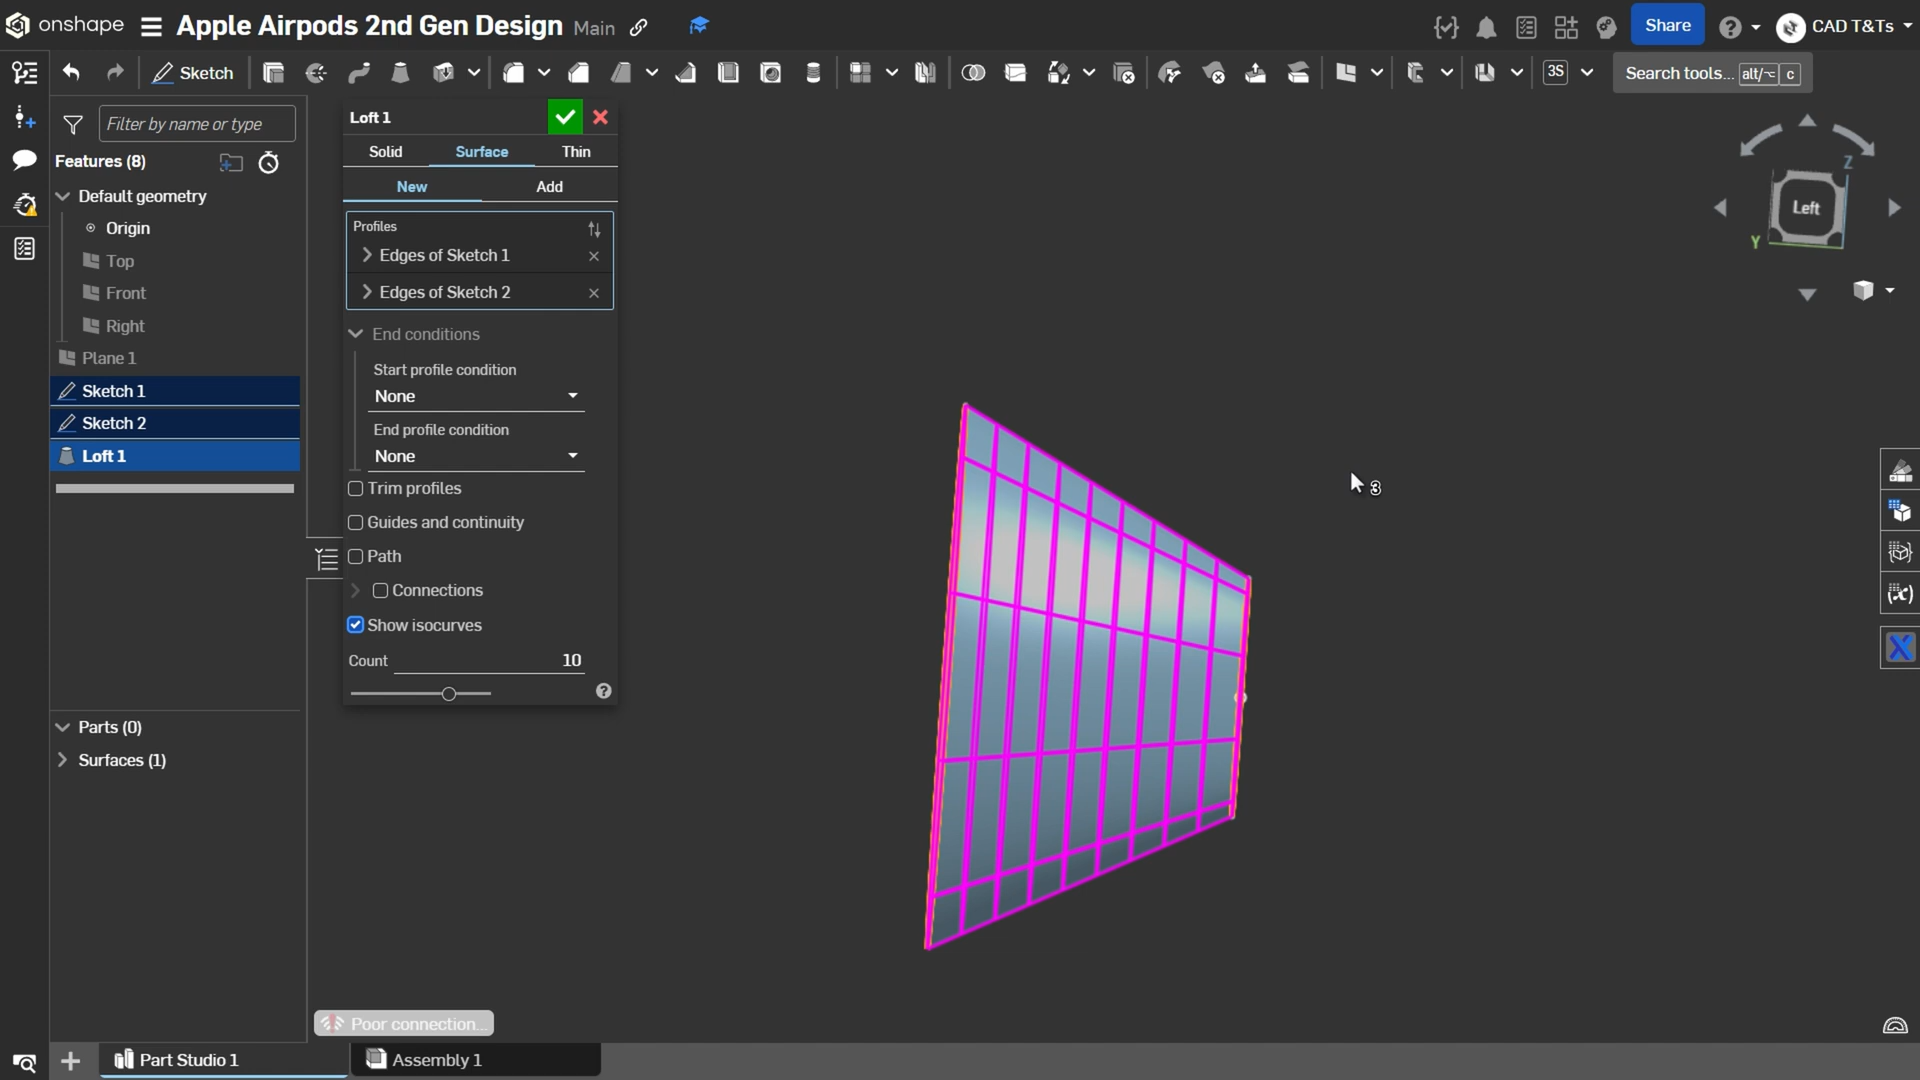 onshape Apple Airpods 2nd Gen Design Main Share CAD T&Ts
Sketch 3S Search tools... alt/⌥ c
Filter by name or type
Features (8)
Default geometry
Origin
Top
Front
Right
Plane 1
Sketch 1
Sketch 2
Loft 1
Parts (0)
Surfaces (1)
Loft 1
Solid Surface Thin
New Add
Profiles
Edges of Sketch 1
Edges of Sketch 2
End conditions
Start profile condition
None
End profile condition
None
Trim profiles
Guides and continuity
Path
Connections
Show isocurves
Count 10
Z
Left
Y
3
Poor connection...
Part Studio 1 Assembly 1